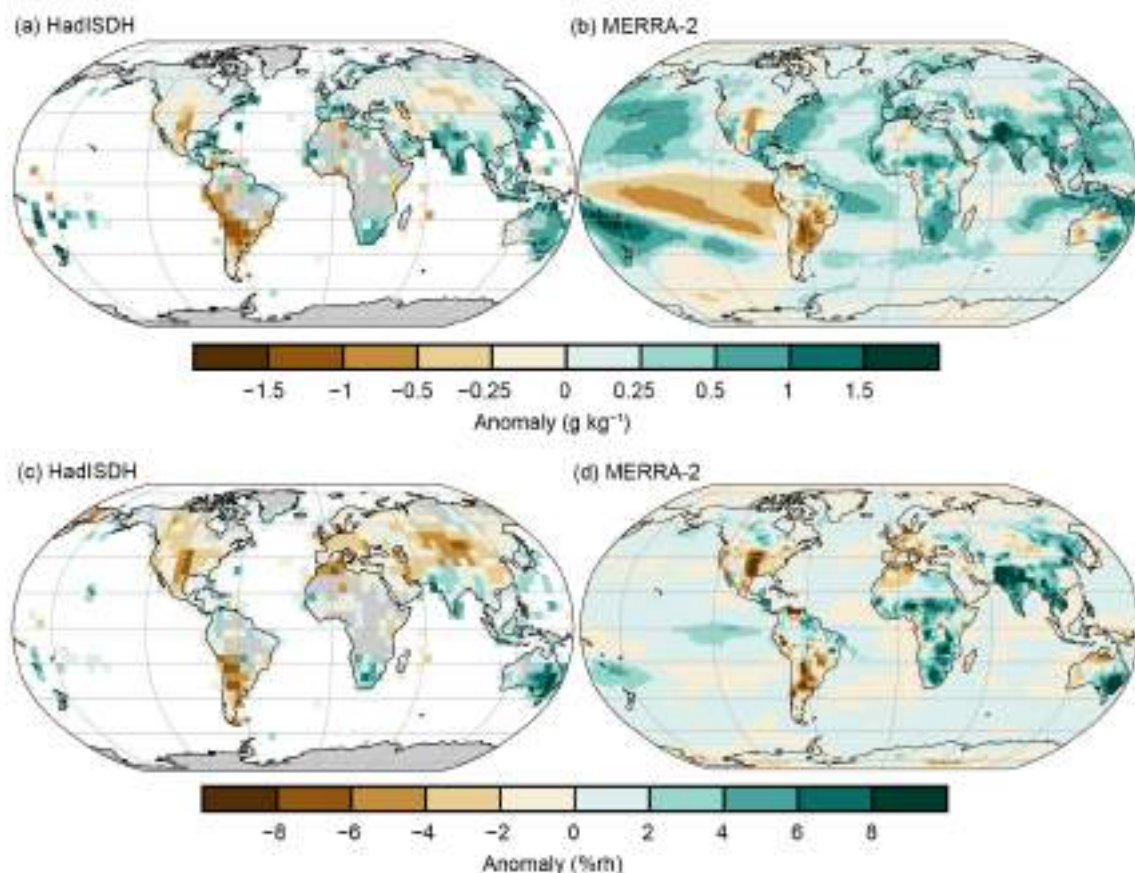 (a) HadISDH
(b) MERRA-2
−1.5 −1 −0.5 −0.25 0 0.25 0.5 1 1.5
Anomaly (g kg⁻¹)
(c) HadISDH
(d) MERRA-2
−8 −6 −4 −2 0 2 4 6 8
Anomaly (%rh)